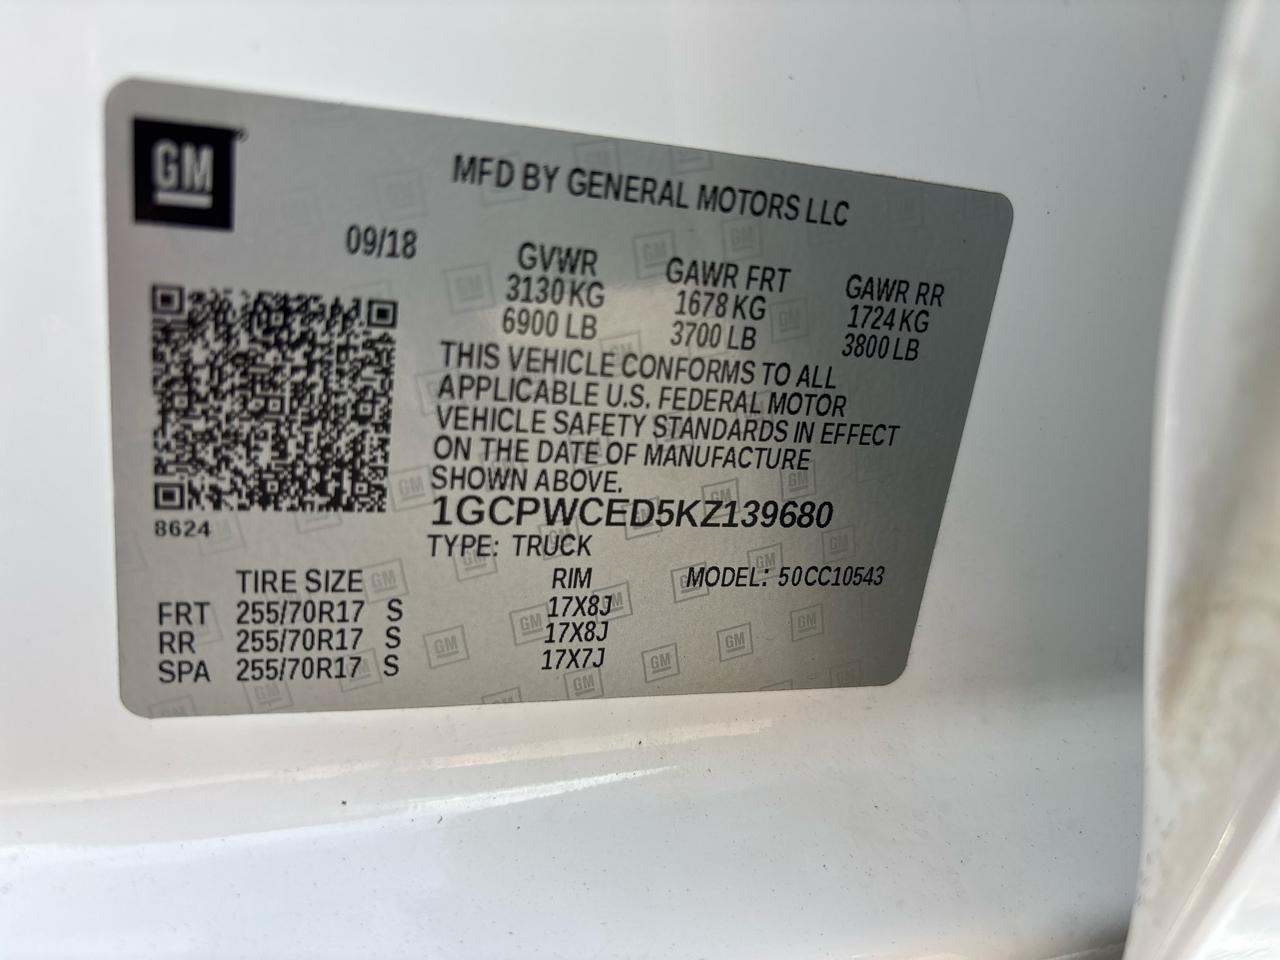 GM
MFD BY GENERAL MOTORS LLC
09/18
GVWR GAWR FRT GAWR RR
3130 KG 1678 KG 1724 KG
6900 LB 3700 LB 3800 LB
THIS VEHICLE CONFORMS TO ALL
APPLICABLE U.S. FEDERAL MOTOR
VEHICLE SAFETY STANDARDS IN EFFECT
ON THE DATE OF MANUFACTURE
SHOWN ABOVE.
1GCPWCED5KZ139680
8624
TYPE: TRUCK
TIRE SIZE RIM MODEL: 50CC10543
FRT 255/70R17 S 17X8J
RR 255/70R17 S 17X8J
SPA 255/70R17 S 17X7J